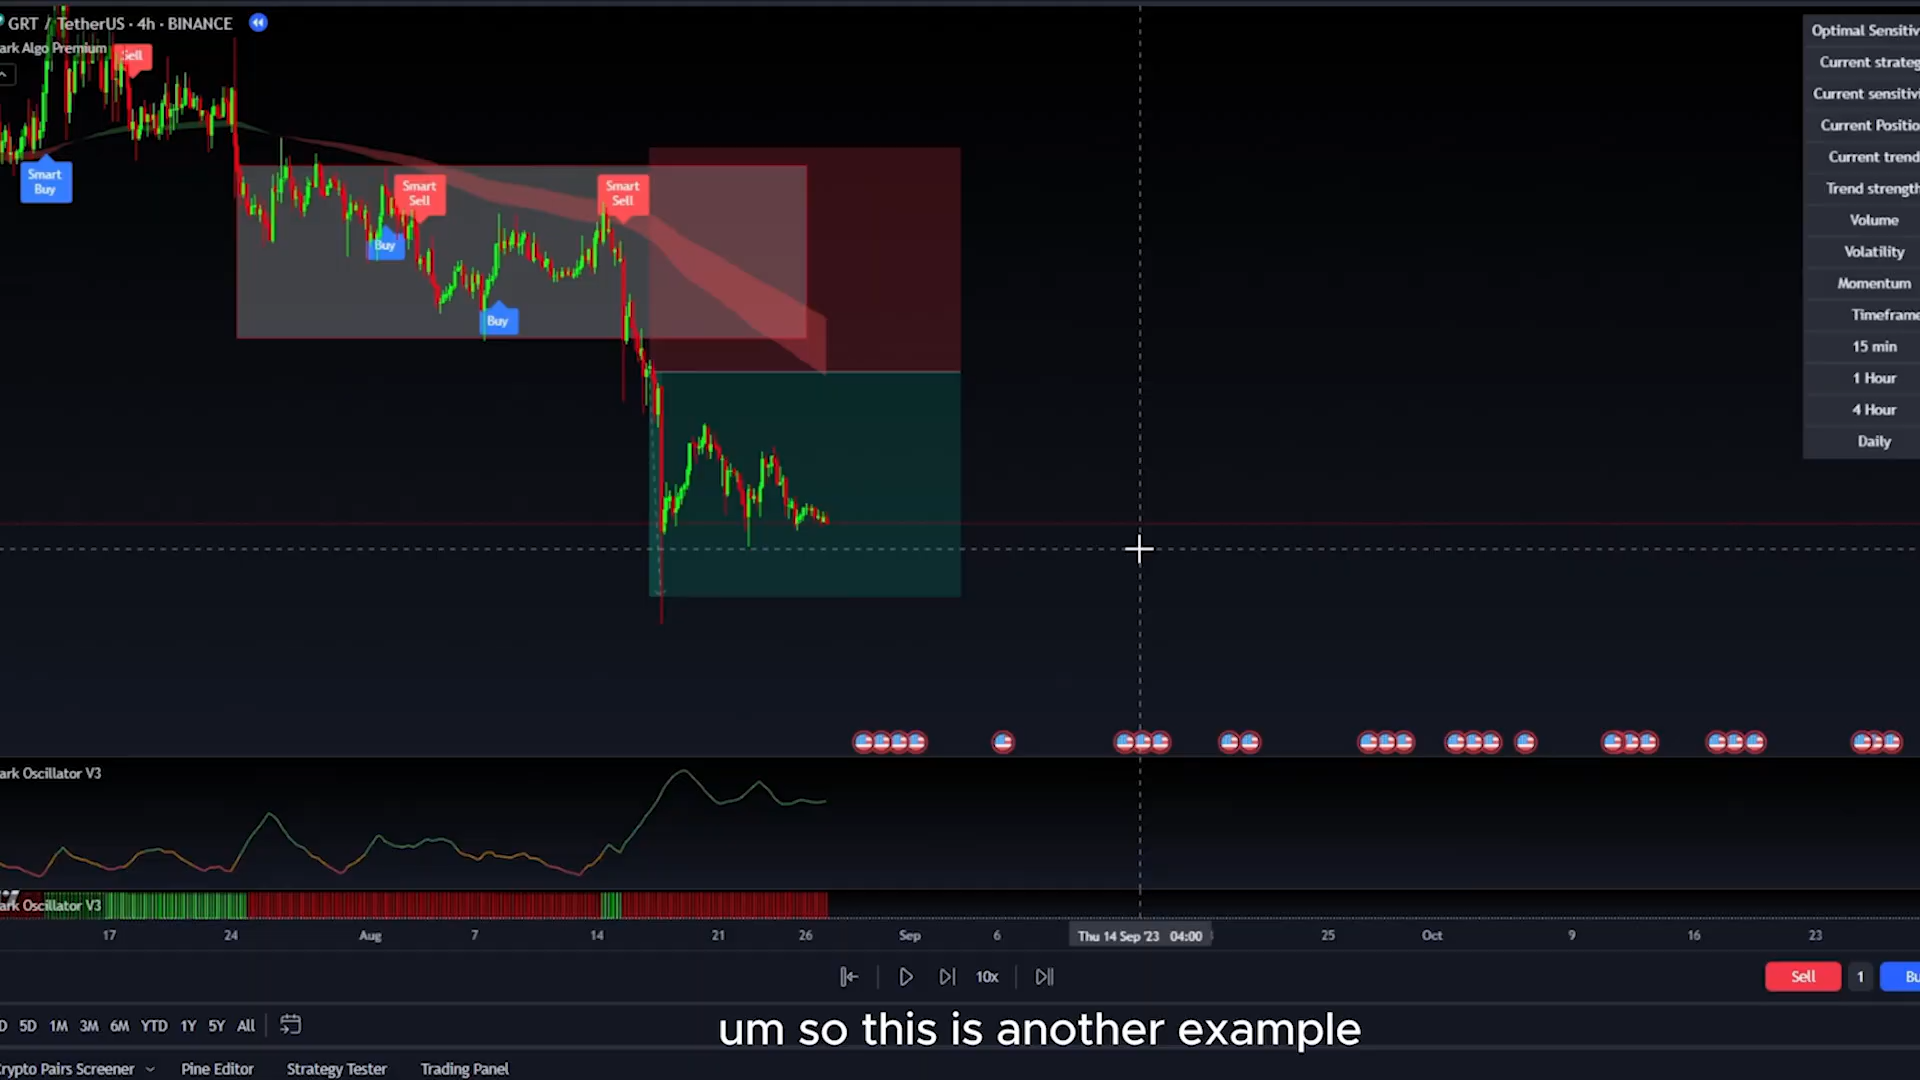 GRT / TetherUS · 4h · BINANCE
ark Algo Premium
Sell
Smart
Buy
Smart
Sell
Buy
Buy
Smart
Sell
Optimal Sensitiv
Current strateg
Current sensitivi
Current Positio
Current trend
Trend strength
Volume
Volatility
Momentum
Timeframe
15 min
1 Hour
4 Hour
Daily
ark Oscillator V3
ark Oscillator V3
17 24 Aug 7 14 21 26 Sep 6 Thu 14 Sep '23 04:00 25 Oct 9 16 23
10x
Sell 1 Bu
D 5D 1M 3M 6M YTD 1Y 5Y All
um so this is another example
Crypto Pairs Screener Pine Editor Strategy Tester Trading Panel